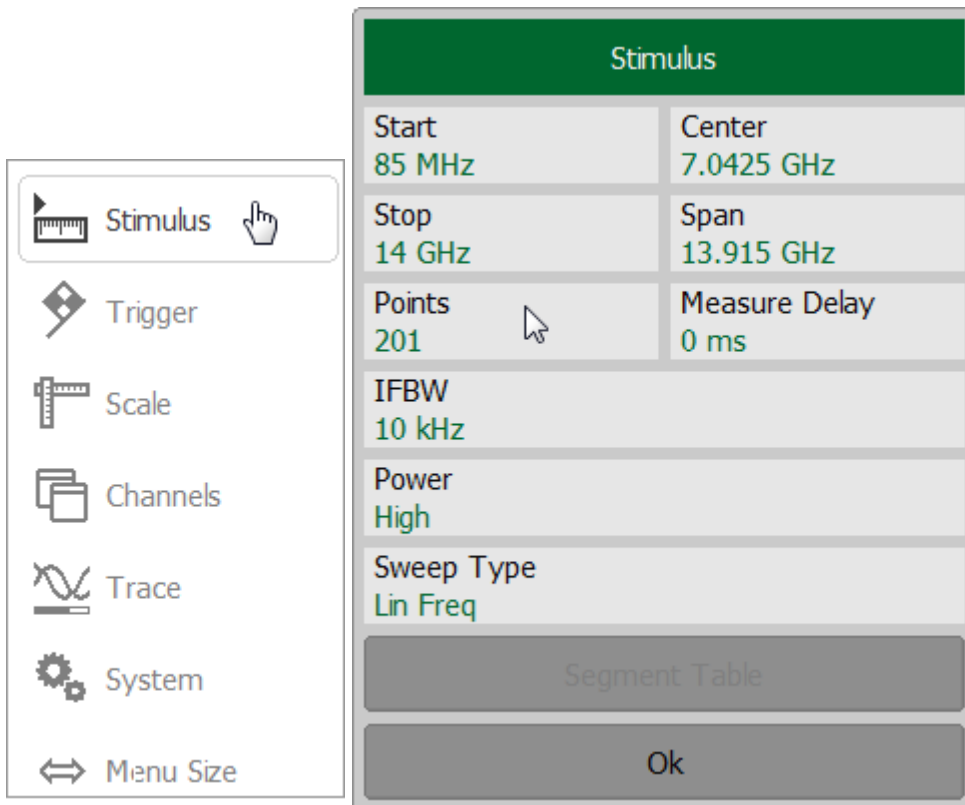 Stimulus
Trigger
Scale
Channels
Trace
System
Menu Size
Stimulus
Start
85 MHz
Center
7.0425 GHz
Stop
14 GHz
Span
13.915 GHz
Points
201
Measure Delay
0 ms
IFBW
10 kHz
Power
High
Sweep Type
Lin Freq
Segment Table
Ok